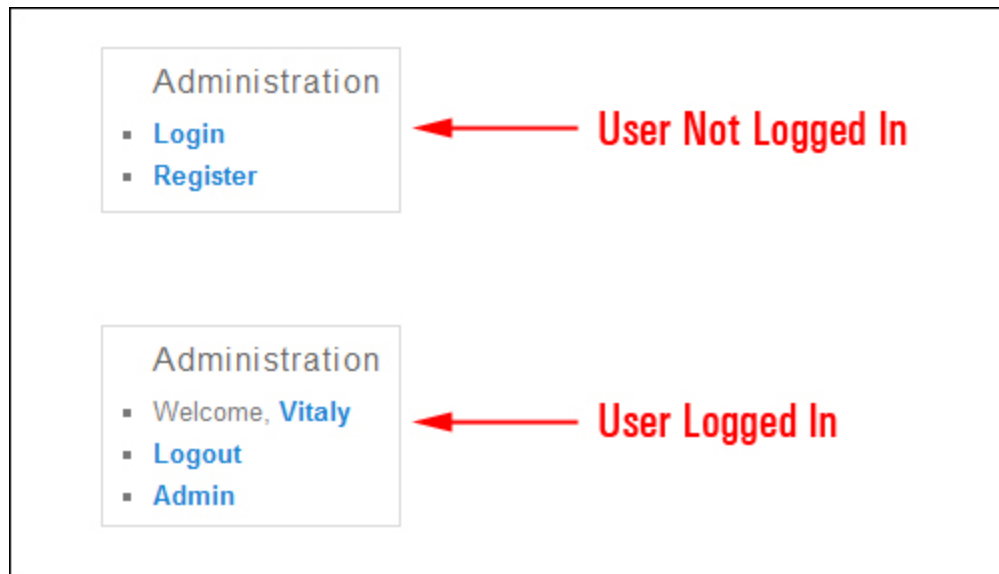 Administration
Login
Register
User Not Logged In
Administration
Welcome, Vitaly
Logout
Admin
User Logged In